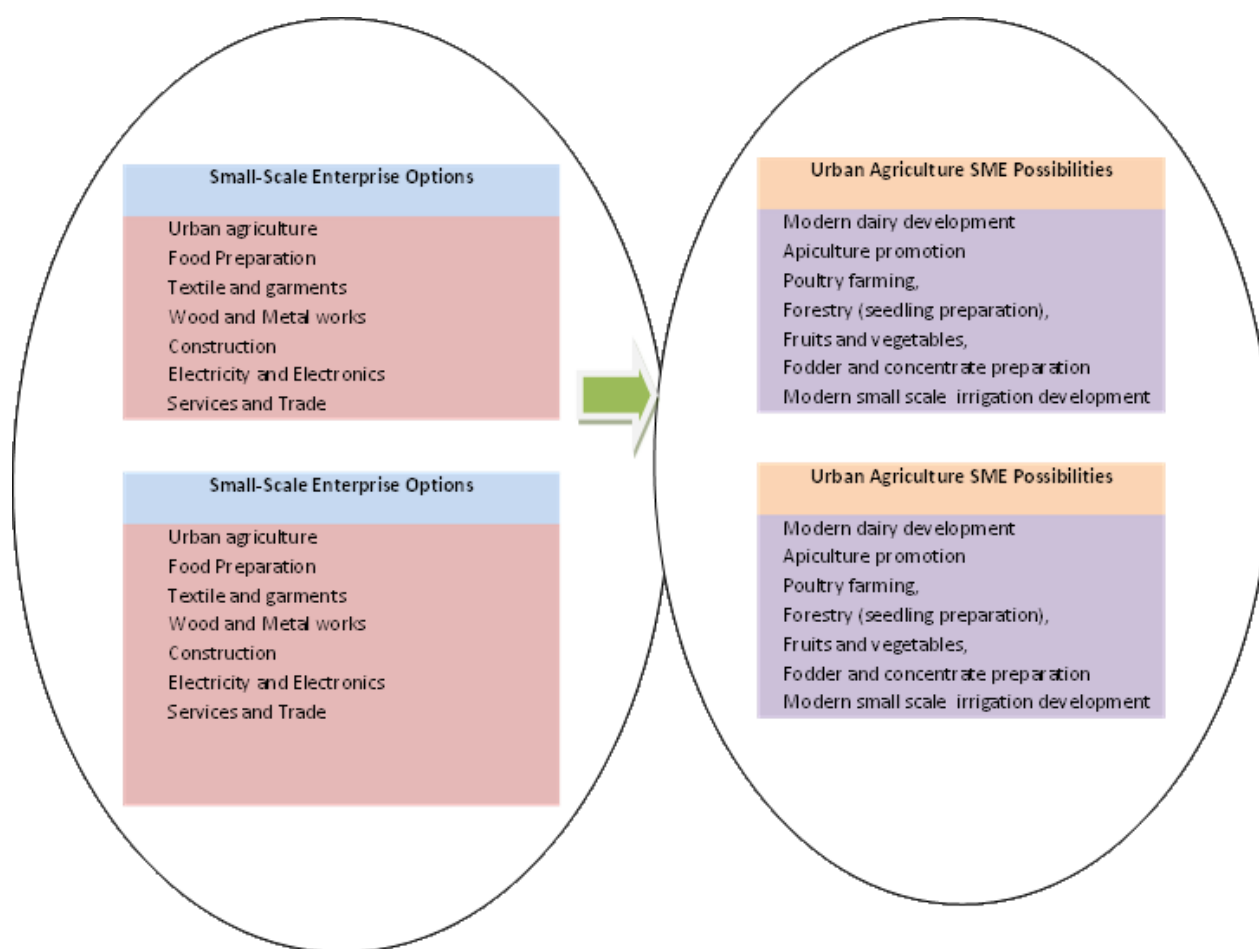 Small-Scale Enterprise Options
Urban agriculture
Food Preparation
Textile and garments
Wood and Metal works
Construction
Electricity and Electronics
Services and Trade
Small-Scale Enterprise Options
Urban agriculture
Food Preparation
Textile and garments
Wood and Metal works
Construction
Electricity and Electronics
Services and Trade
Urban Agriculture SME Possibilities
Modern dairy development
Apiculture promotion
Poultry farming,
Forestry (seedling preparation),
Fruits and vegetables,
Fodder and concentrate preparation
Modern small scale irrigation development
Urban Agriculture SME Possibilities
Modern dairy development
Apiculture promotion
Poultry farming,
Forestry (seedling preparation),
Fruits and vegetables,
Fodder and concentrate preparation
Modern small scale irrigation development